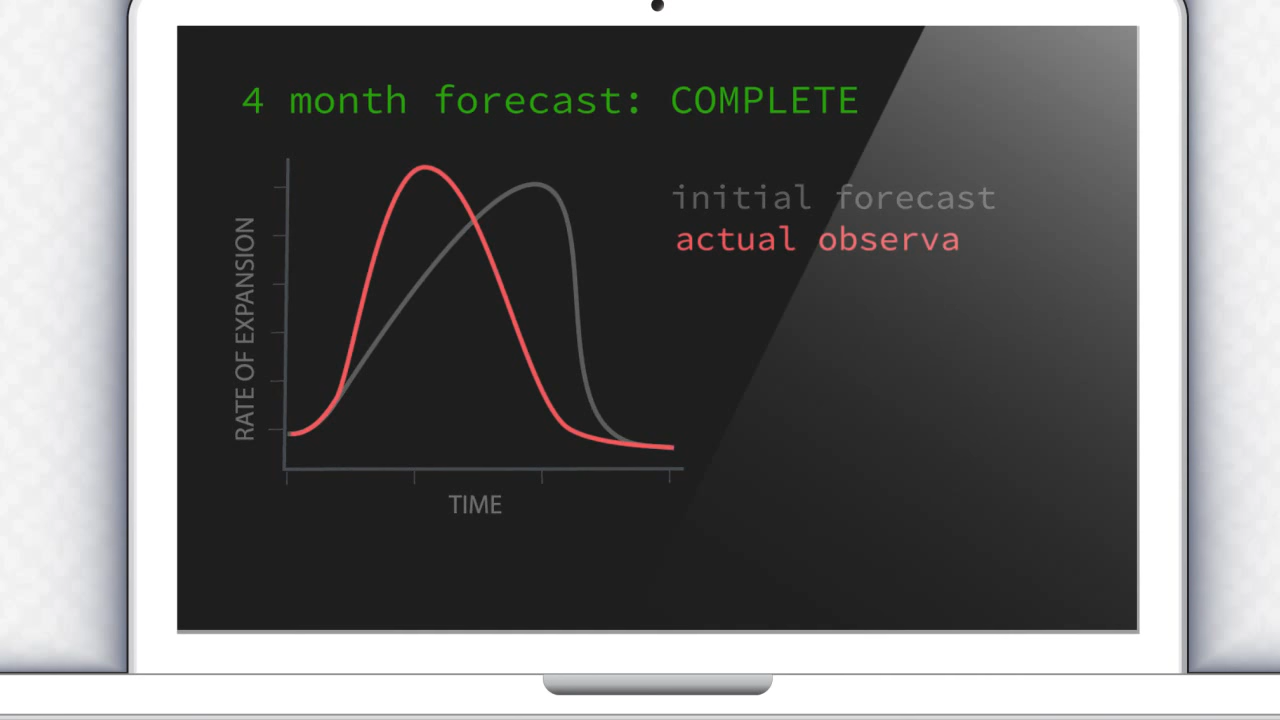 4 month forecast: COMPLETE
initial forecast
actual observa
RATE OF EXPANSION
TIME